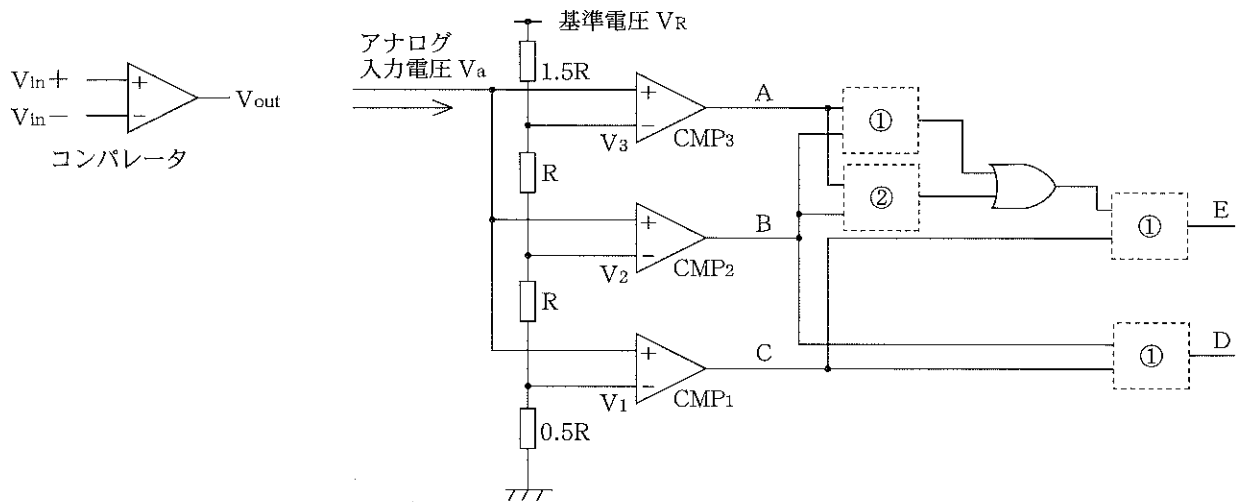 基準電圧 VR
アナログ
入力電圧 Va
Vin+
Vin−
+
−
Vout
コンパレータ
1.5R
+
−
V3
CMP3
A
①
②
R
+
−
V2
CMP2
B
①
E
R
+
−
V1
CMP1
C
①
D
0.5R